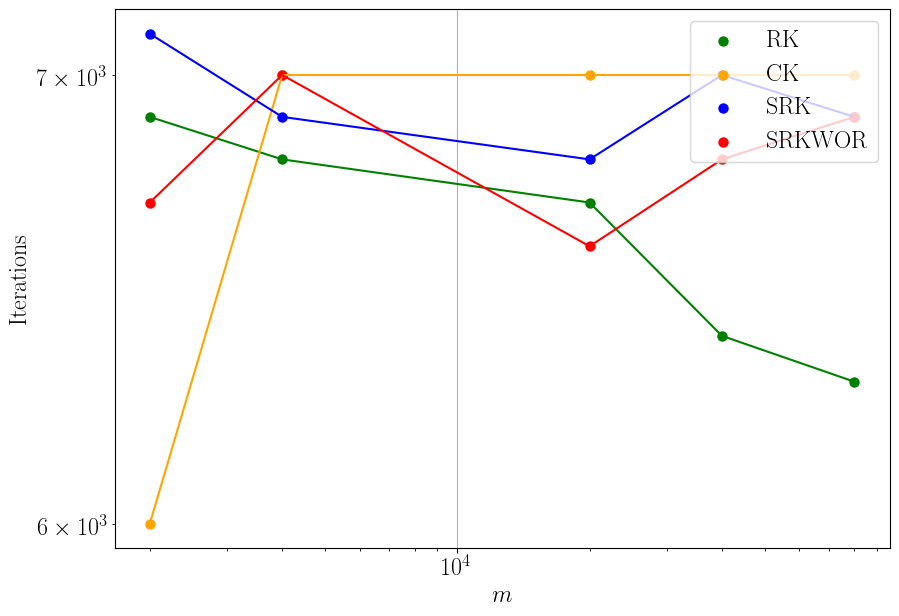 7 × 10³
6 × 10³
Iterations
10⁴
m
RK
CK
SRK
SRKWOR